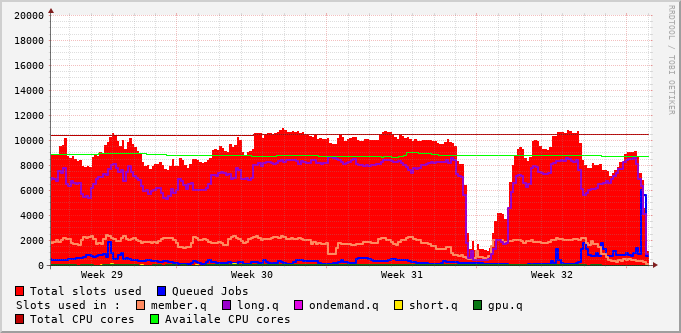 20000
18000
16000
14000
12000
10000
8000
6000
4000
2000
0
Week 29 Week 30 Week 31 Week 32
Total slots used Queued Jobs
Slots used in : member.q long.q ondemand.q short.q gpu.q
Total CPU cores Availale CPU cores
RRDTOOL / TOBI OETIKER